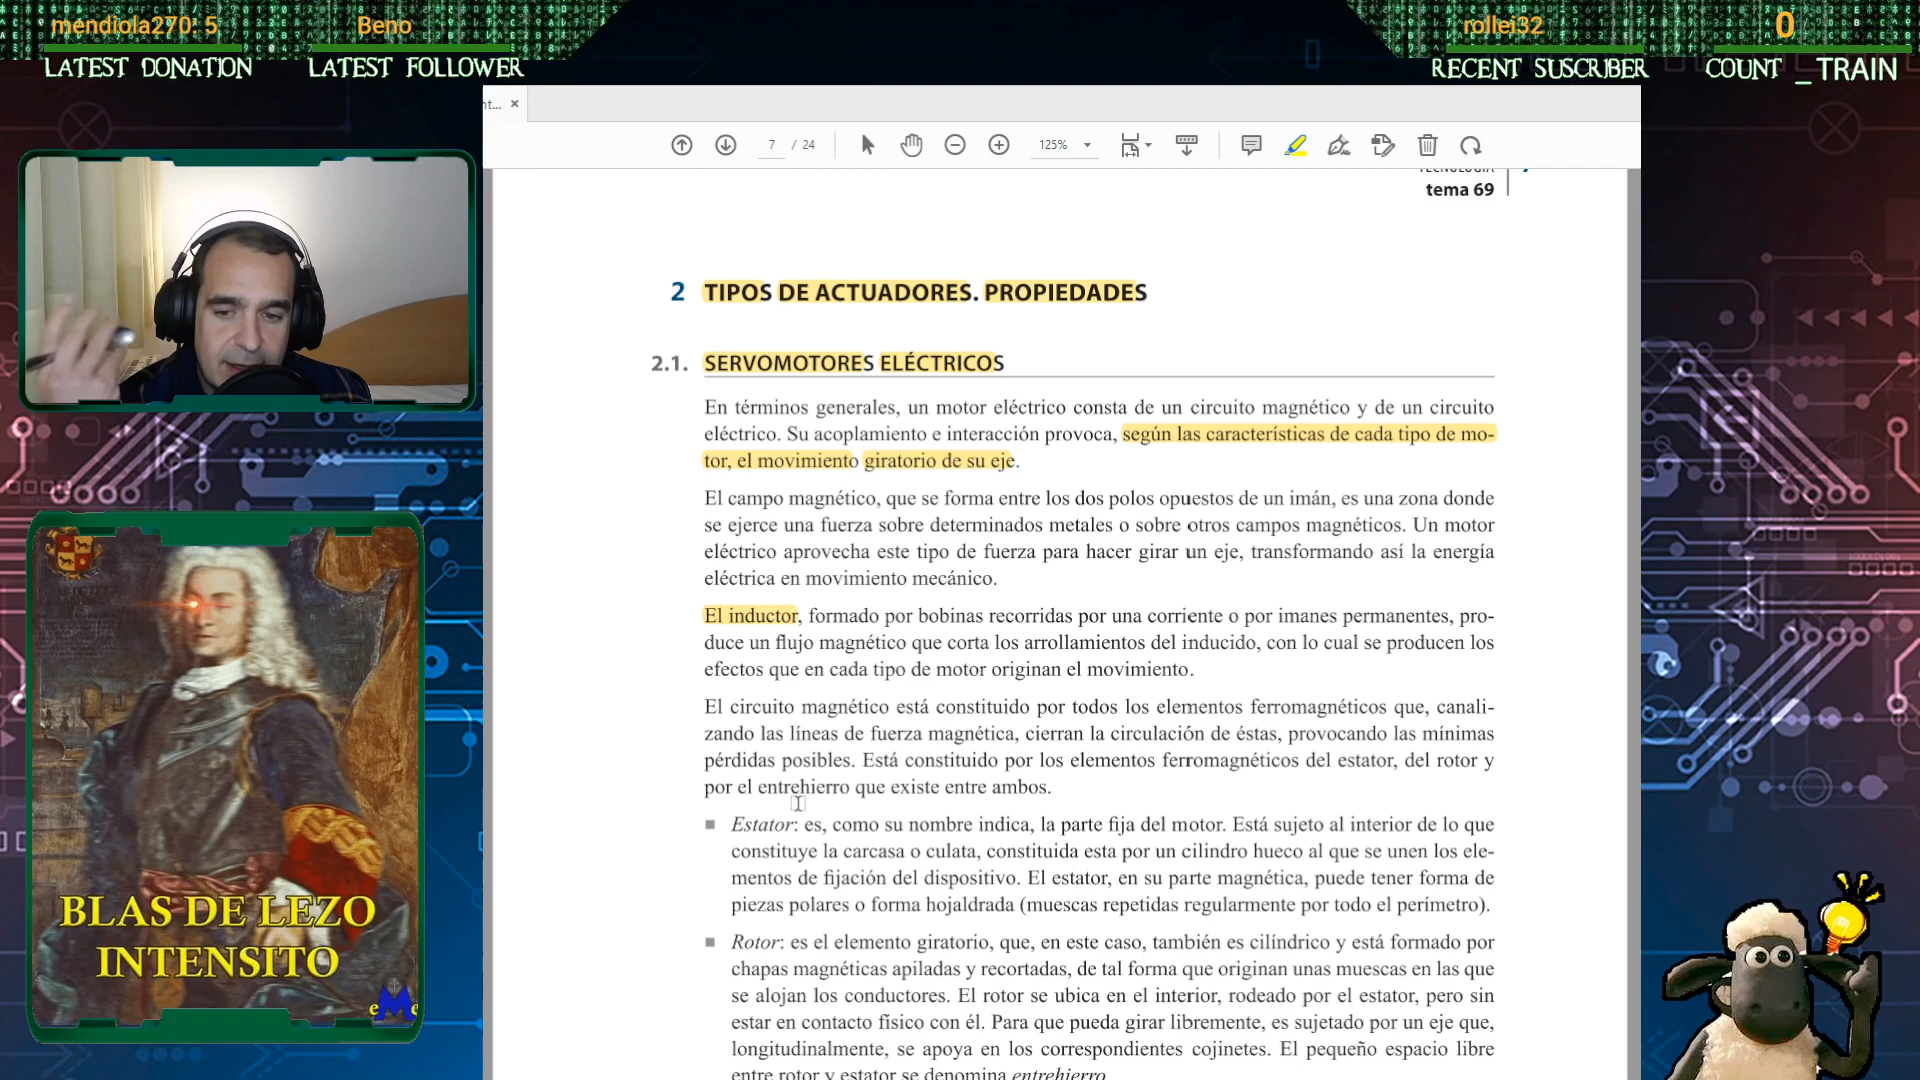 mendiola270: 5
Beno
rollei32
0
LATEST DONATION
LATEST FOLLOWER
RECENT SUSCRIBER
COUNT _TRAIN
nt...
7 / 24
125%
TECNOLOGÍA
tema 69
2 TIPOS DE ACTUADORES. PROPIEDADES
2.1. SERVOMOTORES ELÉCTRICOS
En términos generales, un motor eléctrico consta de un circuito magnético y de un circuito
eléctrico. Su acoplamiento e interacción provoca, según las características de cada tipo de mo-
tor, el movimiento giratorio de su eje.
El campo magnético, que se forma entre los dos polos opuestos de un imán, es una zona donde
se ejerce una fuerza sobre determinados metales o sobre otros campos magnéticos. Un motor
eléctrico aprovecha este tipo de fuerza para hacer girar un eje, transformando así la energía
eléctrica en movimiento mecánico.
El inductor, formado por bobinas recorridas por una corriente o por imanes permanentes, pro-
duce un flujo magnético que corta los arrollamientos del inducido, con lo cual se producen los
efectos que en cada tipo de motor originan el movimiento.
El circuito magnético está constituido por todos los elementos ferromagnéticos que, canali-
zando las líneas de fuerza magnética, cierran la circulación de éstas, provocando las mínimas
pérdidas posibles. Está constituido por los elementos ferromagnéticos del estator, del rotor y
por el entrehierro que existe entre ambos.
Estator: es, como su nombre indica, la parte fija del motor. Está sujeto al interior de lo que
constituye la carcasa o culata, constituida esta por un cilindro hueco al que se unen los ele-
mentos de fijación del dispositivo. El estator, en su parte magnética, puede tener forma de
piezas polares o forma hojaldrada (muescas repetidas regularmente por todo el perímetro).
Rotor: es el elemento giratorio, que, en este caso, también es cilíndrico y está formado por
chapas magnéticas apiladas y recortadas, de tal forma que originan unas muescas en las que
se alojan los conductores. El rotor se ubica en el interior, rodeado por el estator, pero sin
estar en contacto físico con él. Para que pueda girar libremente, es sujetado por un eje que,
longitudinalmente, se apoya en los correspondientes cojinetes. El pequeño espacio libre
entre rotor y estator se denomina entrehierro.
BLAS DE LEZO
INTENSITO